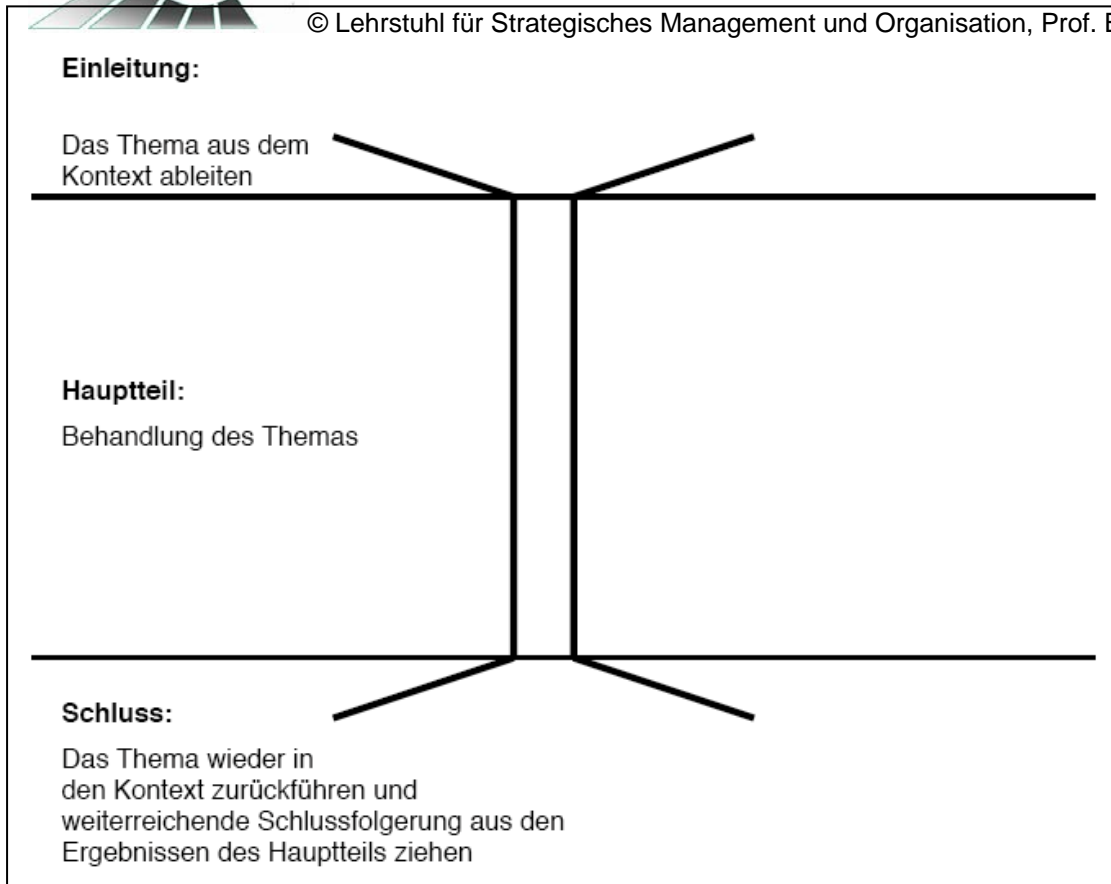 © Lehrstuhl für Strategisches Management und Organisation, Prof.
Einleitung:
Das Thema aus dem
Kontext ableiten
Hauptteil:
Behandlung des Themas
Schluss:
Das Thema wieder in
den Kontext zurückführen und
weiterreichende Schlussfolgerung aus den
Ergebnissen des Hauptteils ziehen